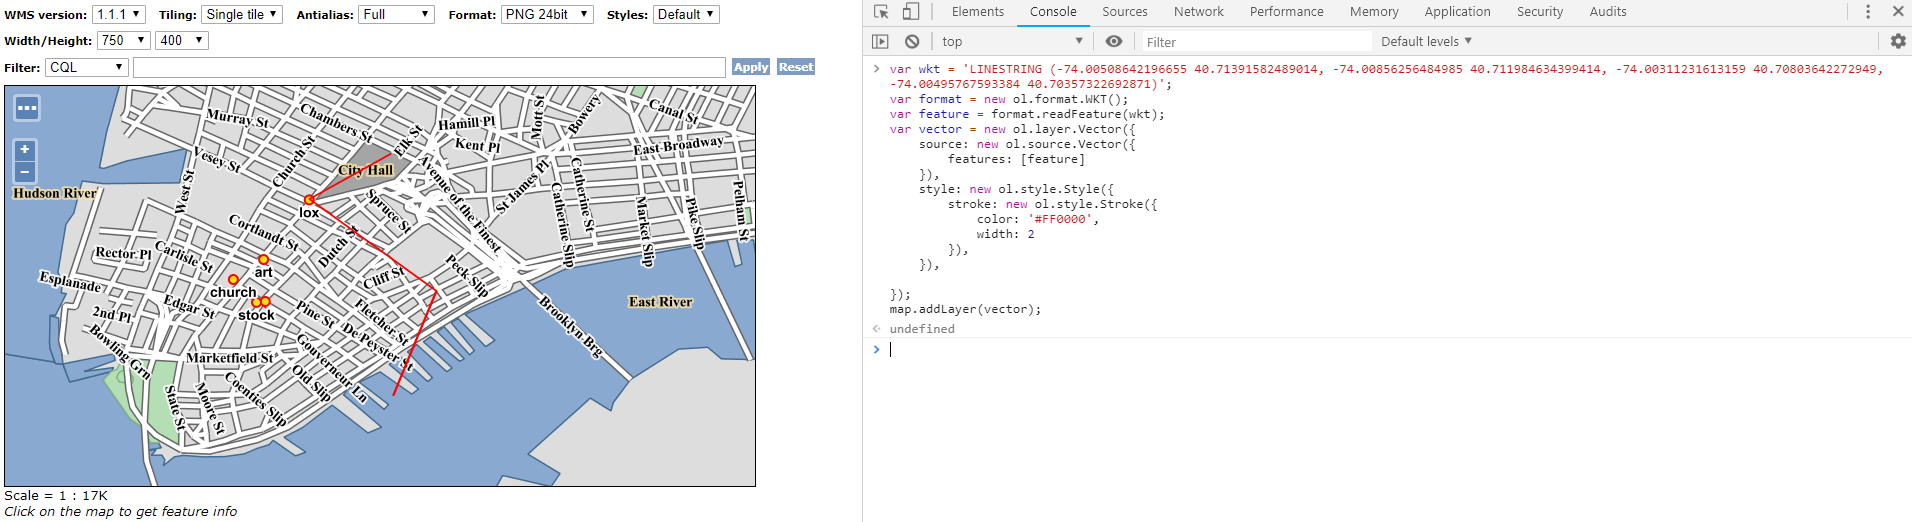 WMS version: 1.1.1 Tiling: Single tile Antialias: Full Format: PNG 24bit Styles: Default
Width/Height: 750 400
Filter: CQL Apply Reset
Canal St
Murray St
Chambers St
Hamill Pl
Mott St
Bowery
Elk St
Kent Pl
East Broadway
Vesey St
Church St
City Hall
Avenue of the Finest
St James Pl
Catherine St
Hudson River
West St
Spruce St
Catherine Slip
Market Slip
Pike Slip
Pelham St
lox
Cortlandt St
Dutch St
Rector Pl
Carlisle St
art
Cliff St
Peck Slip
Esplanade
church
East River
2nd Pl
Edgar St
stock
Pine St
Fletcher St
Brooklyn Brg
Bowling Grn
De Peyster St
Marketfield St
Gouverneur Ln
Coenties Slip
Old Slip
State St
Moore St
Scale = 1 : 17K
Click on the map to get feature info
Elements Console Sources Network Performance Memory Application Security Audits
top Filter Default levels
var wkt = 'LINESTRING (-74.00508642196655 40.71391582489014, -74.00856256484985 40.711984634399414, -74.00311231613159 40.70803642272949,
-74.00495767593384 40.70357322692871)';
var format = new ol.format.WKT();
var feature = format.readFeature(wkt);
var vector = new ol.layer.Vector({
source: new ol.source.Vector({
features: [feature]
}),
style: new ol.style.Style({
stroke: new ol.style.Stroke({
color: '#FF0000',
width: 2
}),
}),
});
map.addLayer(vector);
undefined